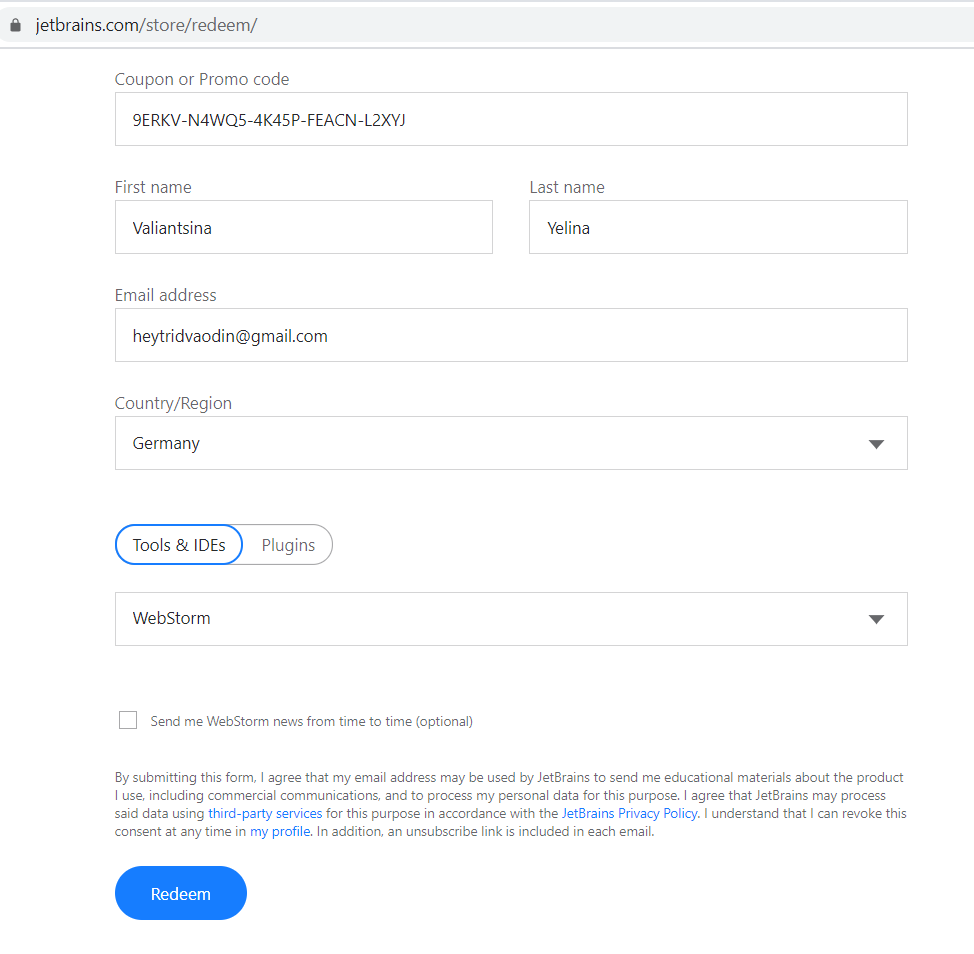 jetbrains.com/store/redeem/
Coupon or Promo code
9ERKV-N4WQ5-4K45P-FEACN-L2XYJ
First name Last name
Valiantsina Yelina
Email address
heytridvaodin@gmail.com
Country/Region
Germany
Tools & IDEs Plugins
WebStorm
Send me WebStorm news from time to time (optional)
By submitting this form, I agree that my email address may be used by JetBrains to send me educational materials about the product
I use, including commercial communications, and to process my personal data for this purpose. I agree that JetBrains may process
said data using third-party services for this purpose in accordance with the JetBrains Privacy Policy. I understand that I can revoke this
consent at any time in my profile. In addition, an unsubscribe link is included in each email.
Redeem